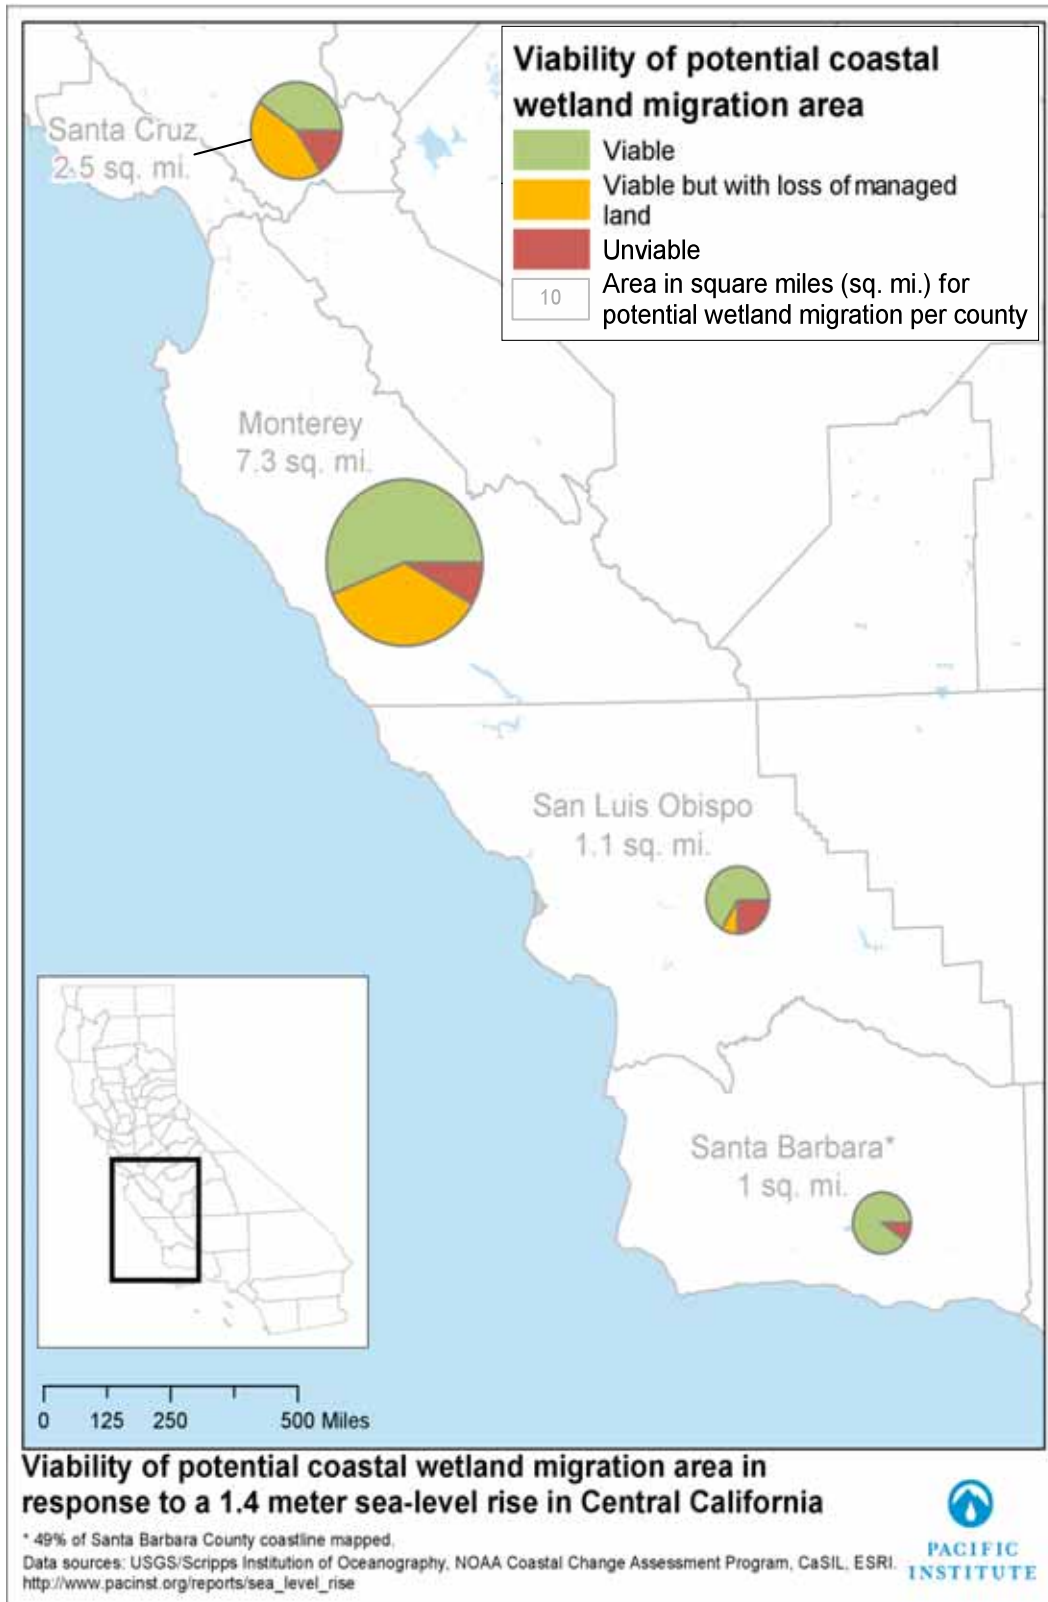 Viability of potential coastal
wetland migration area
Viable
Viable but with loss of managed
land
Unviable
10
Area in square miles (sq. mi.) for
potential wetland migration per county
Santa Cruz
2.5 sq. mi.
Monterey
7.3 sq. mi.
San Luis Obispo
1.1 sq. mi.
Santa Barbara*
1 sq. mi.
0 125 250 500 Miles
Viability of potential coastal wetland migration area in
response to a 1.4 meter sea-level rise in Central California
* 49% of Santa Barbara County coastline mapped.
Data sources: USGS/Scripps Institution of Oceanography, NOAA Coastal Change Assessment Program, CaSIL, ESRI.
http://www.pacinst.org/reports/sea_level_rise
PACIFIC
INSTITUTE